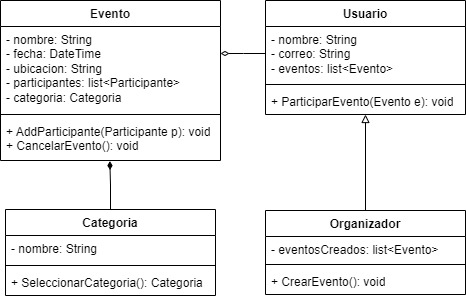 Evento
- nombre: String
- fecha: DateTime
- ubicacion: String
- participantes: list<Participante>
- categoria: Categoria
+ AddParticipante(Participante p): void
+ CancelarEvento(): void
Usuario
- nombre: String
- correo: String
- eventos: list<Evento>
+ ParticiparEvento(Evento e): void
Categoria
- nombre: String
+ SeleccionarCategoria(): Categoria
Organizador
- eventosCreados: list<Evento>
+ CrearEvento(): void